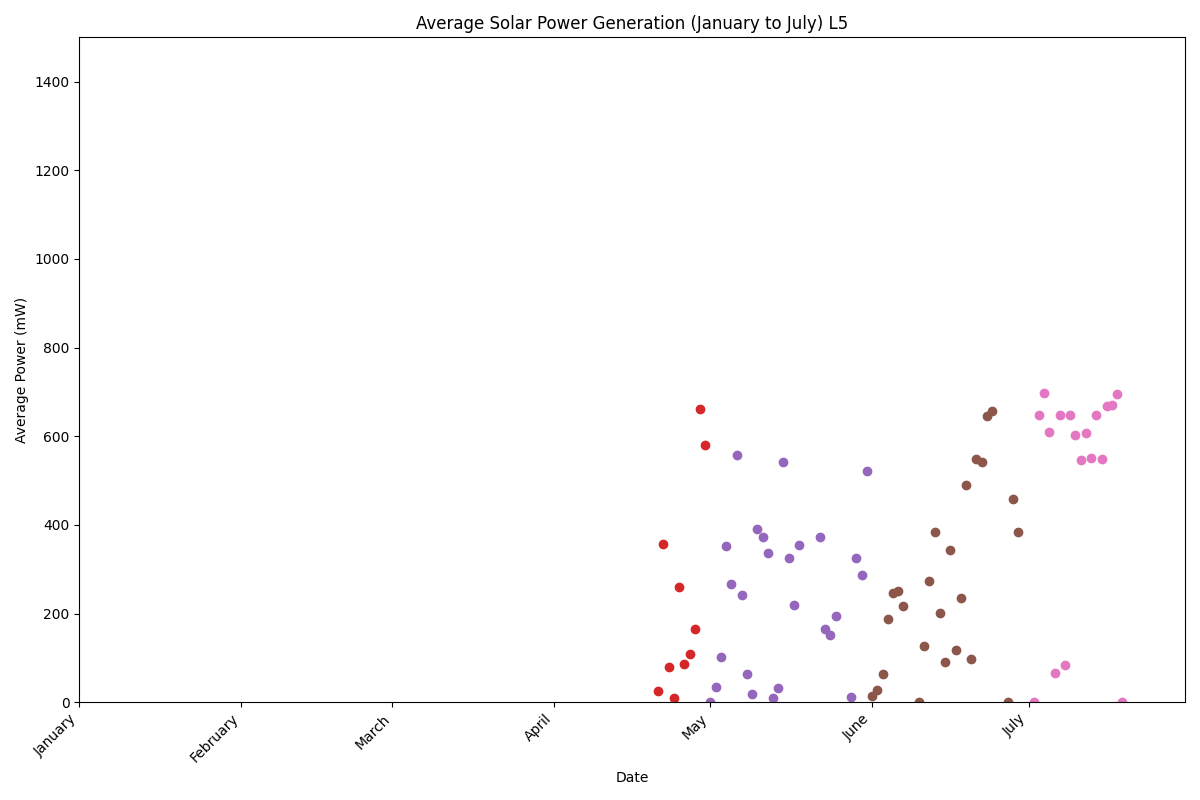 Average Solar Power Generation (January to July) L5
1400
1200
1000
800
600
400
200
0
Average Power (mW)
January
February
March
April
May
June
July
Date